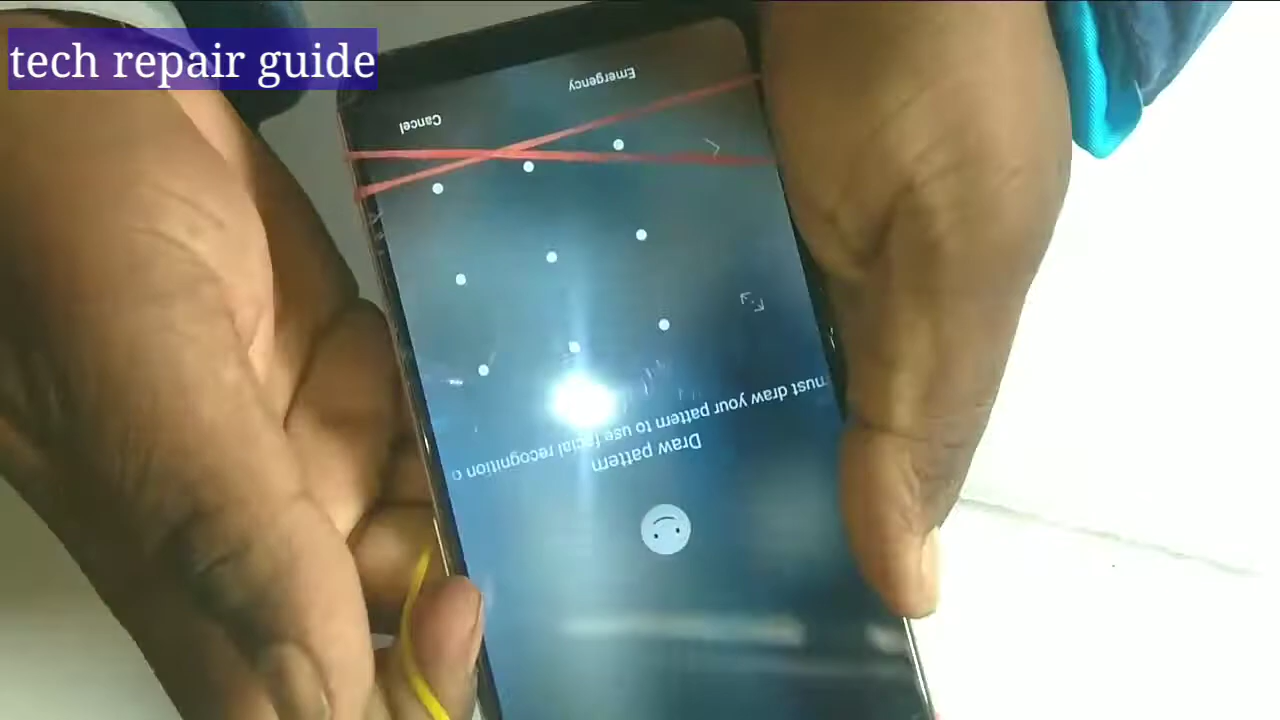 tech repair guide
Draw pattern
must draw your pattern to use facial recognition o
Cancel
Emergency